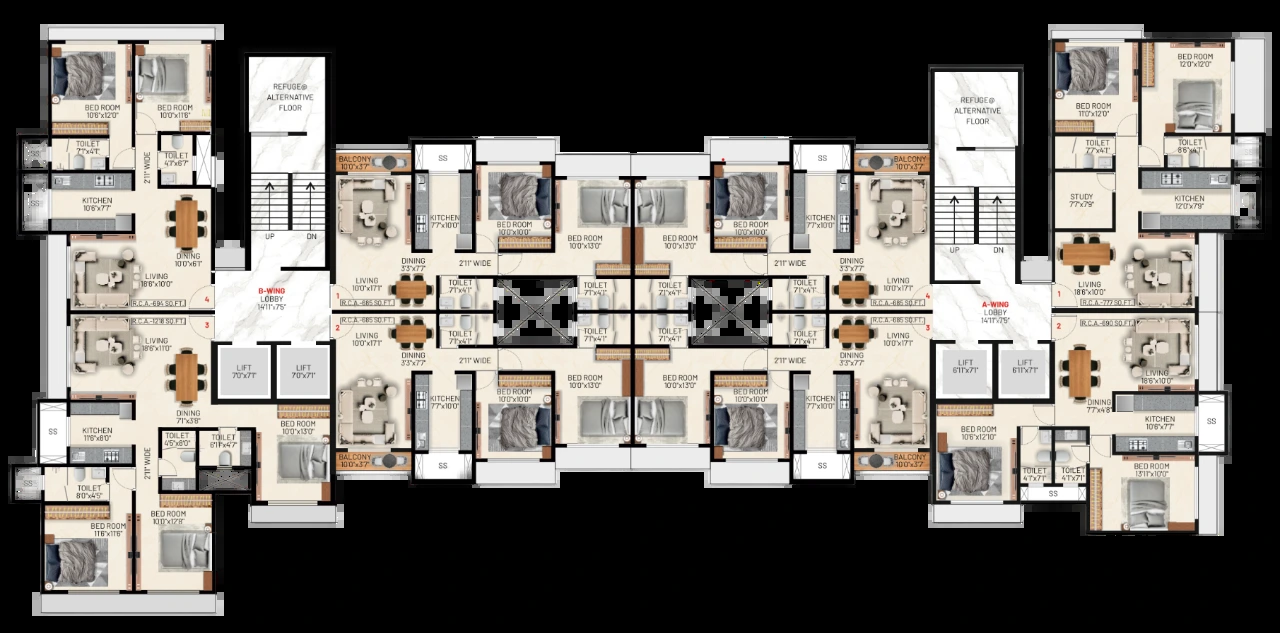 BED ROOM
10'6"x12'0"
BED ROOM
10'0"x11'6"
TOILET
7'1"x4'1"
TOILET
4'7"x6'7"
2'11" WIDE
SS
KITCHEN
10'6"x7'7"
DINING
10'0"x6'1"
LIVING
18'6"x10'0"
R.C.A.-694 SQ.FT.
4
R.C.A.-1218 SQ.FT.
3
LIVING
18'6"x11'0"
DINING
7'1"x3'8"
SS
KITCHEN
11'6"x8'0"
SS
TOILET
8'0"x4'5"
2'11" WIDE
TOILET
4'5"x8'0"
TOILET
BED ROOM
10'0"x13'0"
BED ROOM
11'6"x11'6"
BED ROOM
10'0"x12'8"
REFUGE@
ALTERNATIVE
FLOOR
UP
DN
B-WING
LOBBY
14'11"x7'5"
LIFT
7'0"x7'1"
LIFT
7'0"x7'1"
BALCONY
10'0"x3'7"
SS
LIVING
10'0"x17'1"
KITCHEN
7'7"x10'0"
BED ROOM
10'0"x10'0"
BED ROOM
10'0"x13'0"
DINING
3'3"x7'7"
2'11" WIDE
1
R.C.A.-685 SQ.FT.
TOILET
7'1"x4'1"
TOILET
7'1"x4'1"
2
R.C.A.-685 SQ.FT.
LIVING
10'0"x17'1"
DINING
3'3"x7'7"
TOILET
7'1"x4'1"
TOILET
7'1"x4'1"
2'11" WIDE
KITCHEN
7'7"x10'0"
BED ROOM
10'0"x10'0"
BED ROOM
10'0"x13'0"
BALCONY
10'0"x3'7"
SS
SS
BALCONY
10'0"x3'7"
BED ROOM
10'0"x13'0"
BED ROOM
10'0"x10'0"
KITCHEN
7'7"x10'0"
2'11" WIDE
DINING
3'3"x7'7"
LIVING
10'0"x17'1"
TOILET
7'1"x4'1"
TOILET
7'1"x4'1"
R.C.A.-685 SQ.FT.
4
TOILET
7'1"x4'1"
TOILET
7'1"x4'1"
R.C.A.-685 SQ.FT.
3
DINING
3'3"x7'7"
LIVING
10'0"x17'1"
2'11" WIDE
BED ROOM
10'0"x13'0"
BED ROOM
10'0"x10'0"
KITCHEN
7'7"x10'0"
SS
BALCONY
10'0"x3'7"
REFUGE@
ALTERNATIVE
FLOOR
UP
DN
A-WING
LOBBY
14'11"x7'5"
LIFT
6'11"x7'1"
LIFT
6'11"x7'1"
BED ROOM
11'0"x12'0"
BED ROOM
12'0"x12'0"
TOILET
7'7"x4'1"
TOILET
8'6"x4'1"
STUDY
7'7"x7'9"
KITCHEN
12'0"x7'8"
LIVING
18'6"x10'0"
1
R.C.A.-777 SQ.FT.
2
R.C.A.-690 SQ.FT.
LIVING
18'6"x10'0"
DINING
7'7"x4'8"
KITCHEN
10'6"x7'7"
SS
BED ROOM
10'6"x12'10"
TOILET
4'7"x7'1"
TOILET
4'1"x7'1"
SS
BED ROOM
13'11"x10'0"